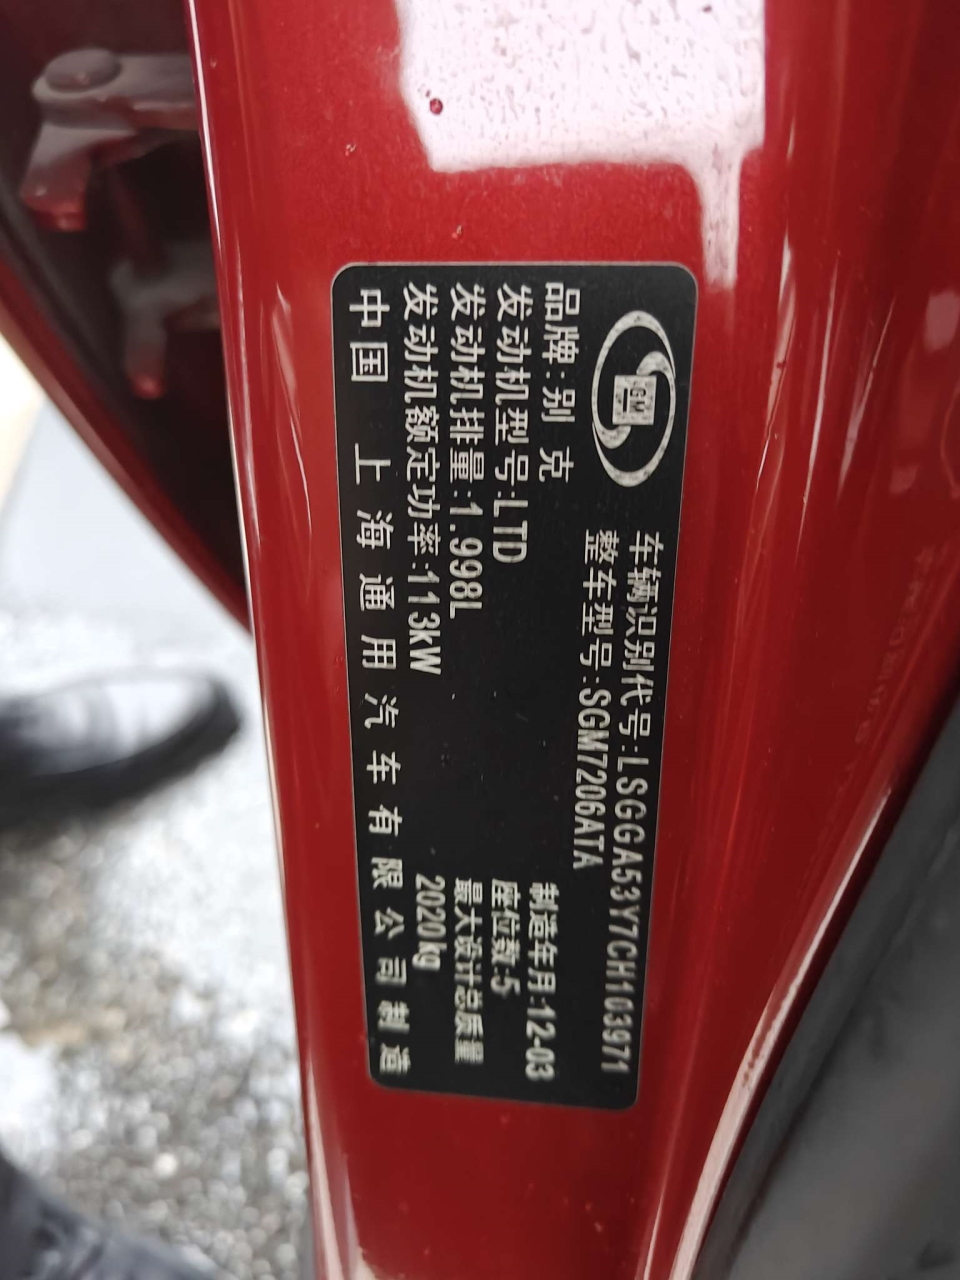 GM
车辆识别代号:LSGGA53Y7CH103971
整车型号:SGM7206ATA
品牌:别克
发动机型号:LTD
发动机排量:1.998L
发动机额定功率:113kW
制造年月:12-03
座位数:5
最大设计总质量
2020kg
中国 上海通用汽车有限公司制造